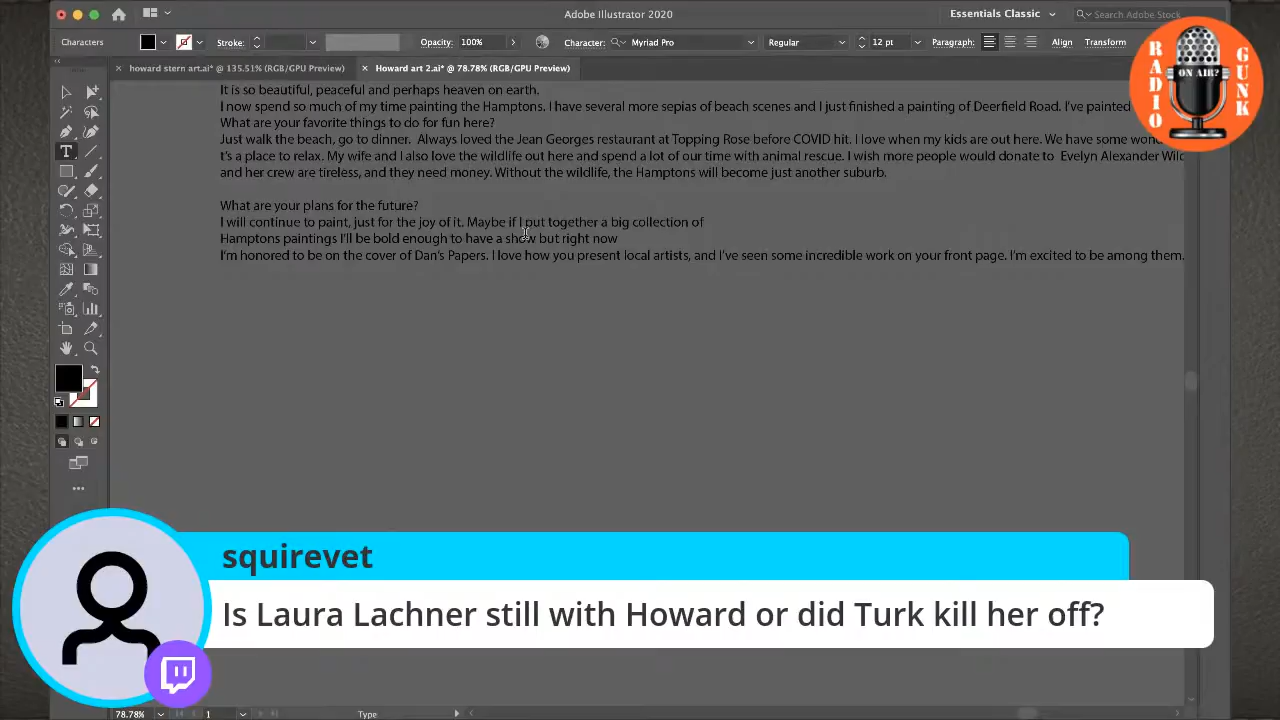 Adobe Illustrator 2020
Essentials Classic
Search Adobe Stock
Characters
Stroke:
Opacity: 100%
Character:
Myriad Pro
Regular
12 pt
Paragraph:
Align
Transform
howard stern art.ai* @ 135.51% (RGB/GPU Preview)
Howard art 2.ai* @ 78.78% (RGB/GPU Preview)
RADIO
ON AIR?
GUNK
It is so beautiful, peaceful and perhaps heaven on earth.
I now spend so much of my time painting the Hamptons. I have several more sepias of beach scenes and I just finished a painting of Deerfield Road. I've painted
What are your favorite things to do for fun here?
Just walk the beach, go to dinner. Always loved his Jean Georges restaurant at Topping Rose before COVID hit. I love when my kids are out here. We have some
t's a place to relax. My wife and I also love the wildlife out here and spend a lot of our time with animal rescue. I wish more people would donate to Evelyn Alexander
and her crew are tireless, and they need money. Without the wildlife, the Hamptons will become just another suburb.
What are your plans for the future?
I will continue to paint, just for the joy of it. Maybe if I put together a big collection of
Hamptons paintings I'll be bold enough to have a show but right now
I'm honored to be on the cover of Dan's Papers. I love how you present local artists, and I've seen some incredible work on your front page. I'm excited to be among them.
squirevet
Is Laura Lachner still with Howard or did Turk kill her off?
78.78%
1
Type